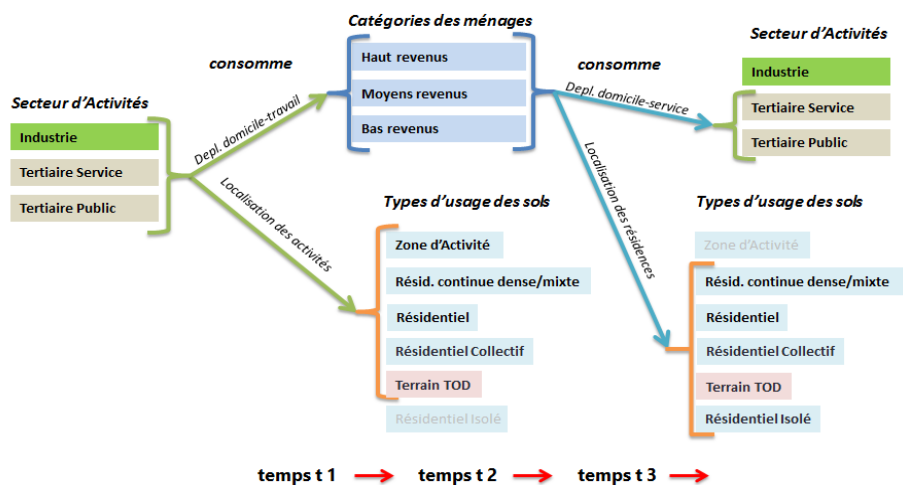 Catégories des ménages
Secteur d'Activités
consomme
consomme
Haut revenus
Moyens revenus
Bas revenus
Industrie
Tertiaire Service
Tertiaire Public
Depl. domicile-service
Secteur d'Activités
Industrie
Tertiaire Service
Tertiaire Public
Depl. domicile-travail
Localisation des activités
Localisation des résidences
Types d'usage des sols
Zone d'Activité
Résid. continue dense/mixte
Résidentiel
Résidentiel Collectif
Terrain TOD
Résidentiel Isolé
Types d'usage des sols
Zone d'Activité
Résid. continue dense/mixte
Résidentiel
Résidentiel Collectif
Terrain TOD
Résidentiel Isolé
temps t 1 temps t 2 temps t 3